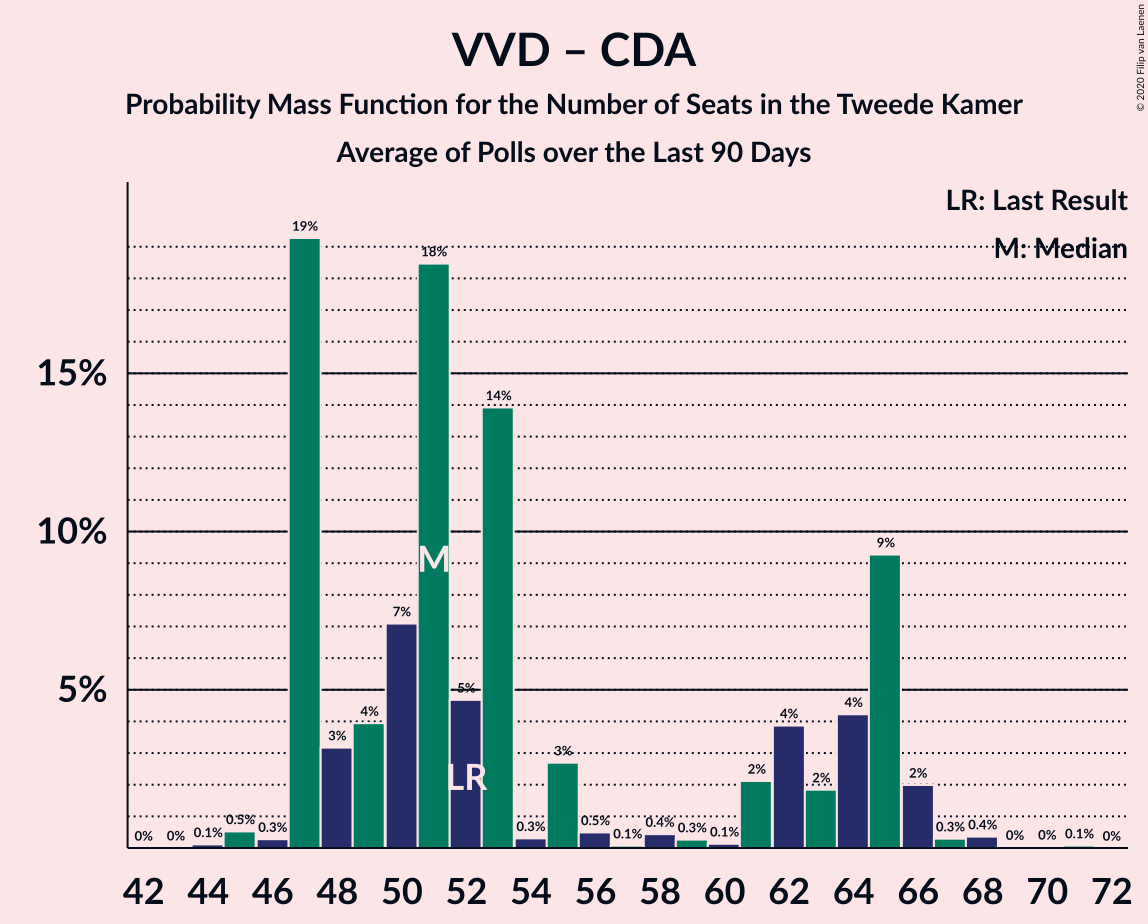 © 2020 Filip van Laenen
VVD – CDA
Probability Mass Function for the Number of Seats in the Tweede Kamer
Average of Polls over the Last 90 Days
LR: Last Result
M: Median
15%
10%
5%
0% 0% 0.1% 0.5% 0.3% 19% 3% 4% 7% 18% 5% 14% 0.3% 3% 0.5% 0.1% 0.4% 0.3% 0.1% 2% 4% 2% 4% 9% 2% 0.3% 0.4% 0% 0% 0.1% 0%
M
LR
42 44 46 48 50 52 54 56 58 60 62 64 66 68 70 72